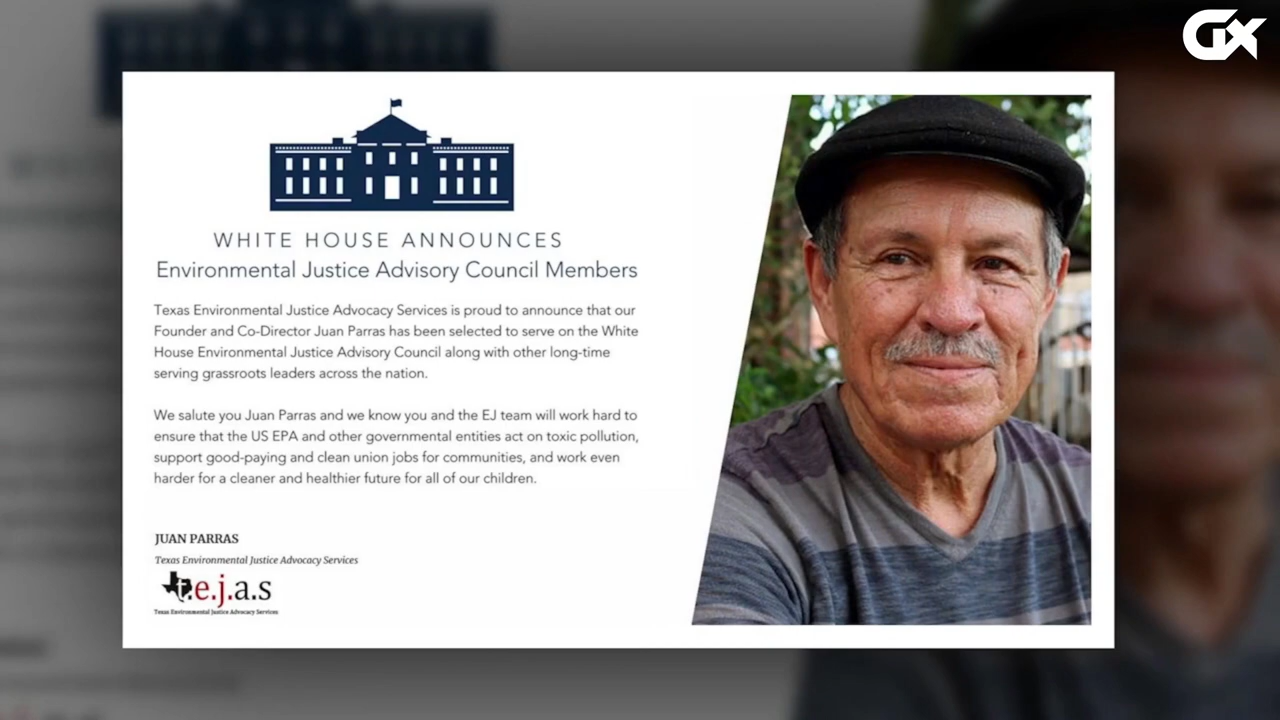 GX
WHITE HOUSE ANNOUNCES
Environmental Justice Advisory Council Members
Texas Environmental Justice Advocacy Services is proud to announce that our
Founder and Co-Director Juan Parras has been selected to serve on the White
House Environmental Justice Advisory Council along with other long-time
serving grassroots leaders across the nation.
We salute you Juan Parras and we know you and the EJ team will work hard to
ensure that the US EPA and other governmental entities act on toxic pollution,
support good-paying and clean union jobs for communities, and work even
harder for a cleaner and healthier future for all of our children.
JUAN PARRAS
Texas Environmental Justice Advocacy Services
t.e.j.a.s
Texas Environmental Justice Advocacy Services